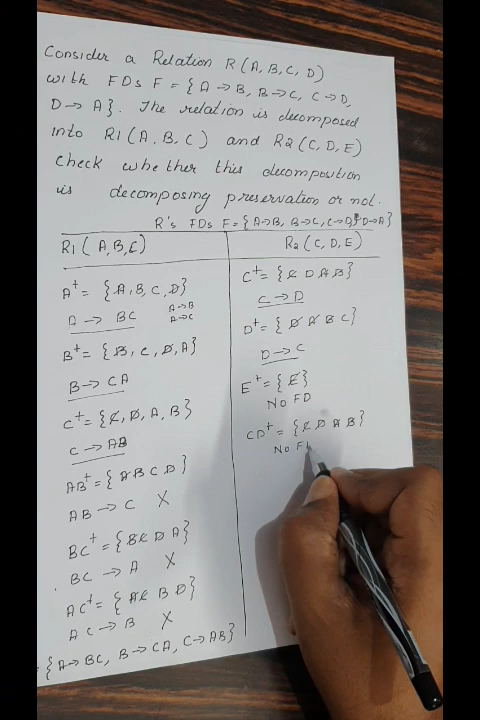 Consider a Relation R(A, B, C, D)
with FDs F = {A → B, B → C, C → D,
D → A}. The relation is decomposed
into R1(A, B, C) and R2(C, D, E)
check whether this decomposition
is decomposing preservation or not.
R's FDs F = {A→B, B→C, C→D, D→A}
R1(A,B,C)
A+ = {A,B,C,D}
A → BC
A→B
A→C
B+ = {B, C, D, A}
B → CA
C+ = {C, D, A, B}
C → AB
AB+ = {A B C D}
AB → C X
BC+ = {B C D A}
BC → A X
AC+ = {A C B D}
AC → B X
{A→BC, B→CA, C→AB}
R2(C, D, E)
C+ = {C D A B}
C → D
D+ = {D A B C}
D → C
E+ = {E}
NO FD
CD+ = {C D A B}
NO F